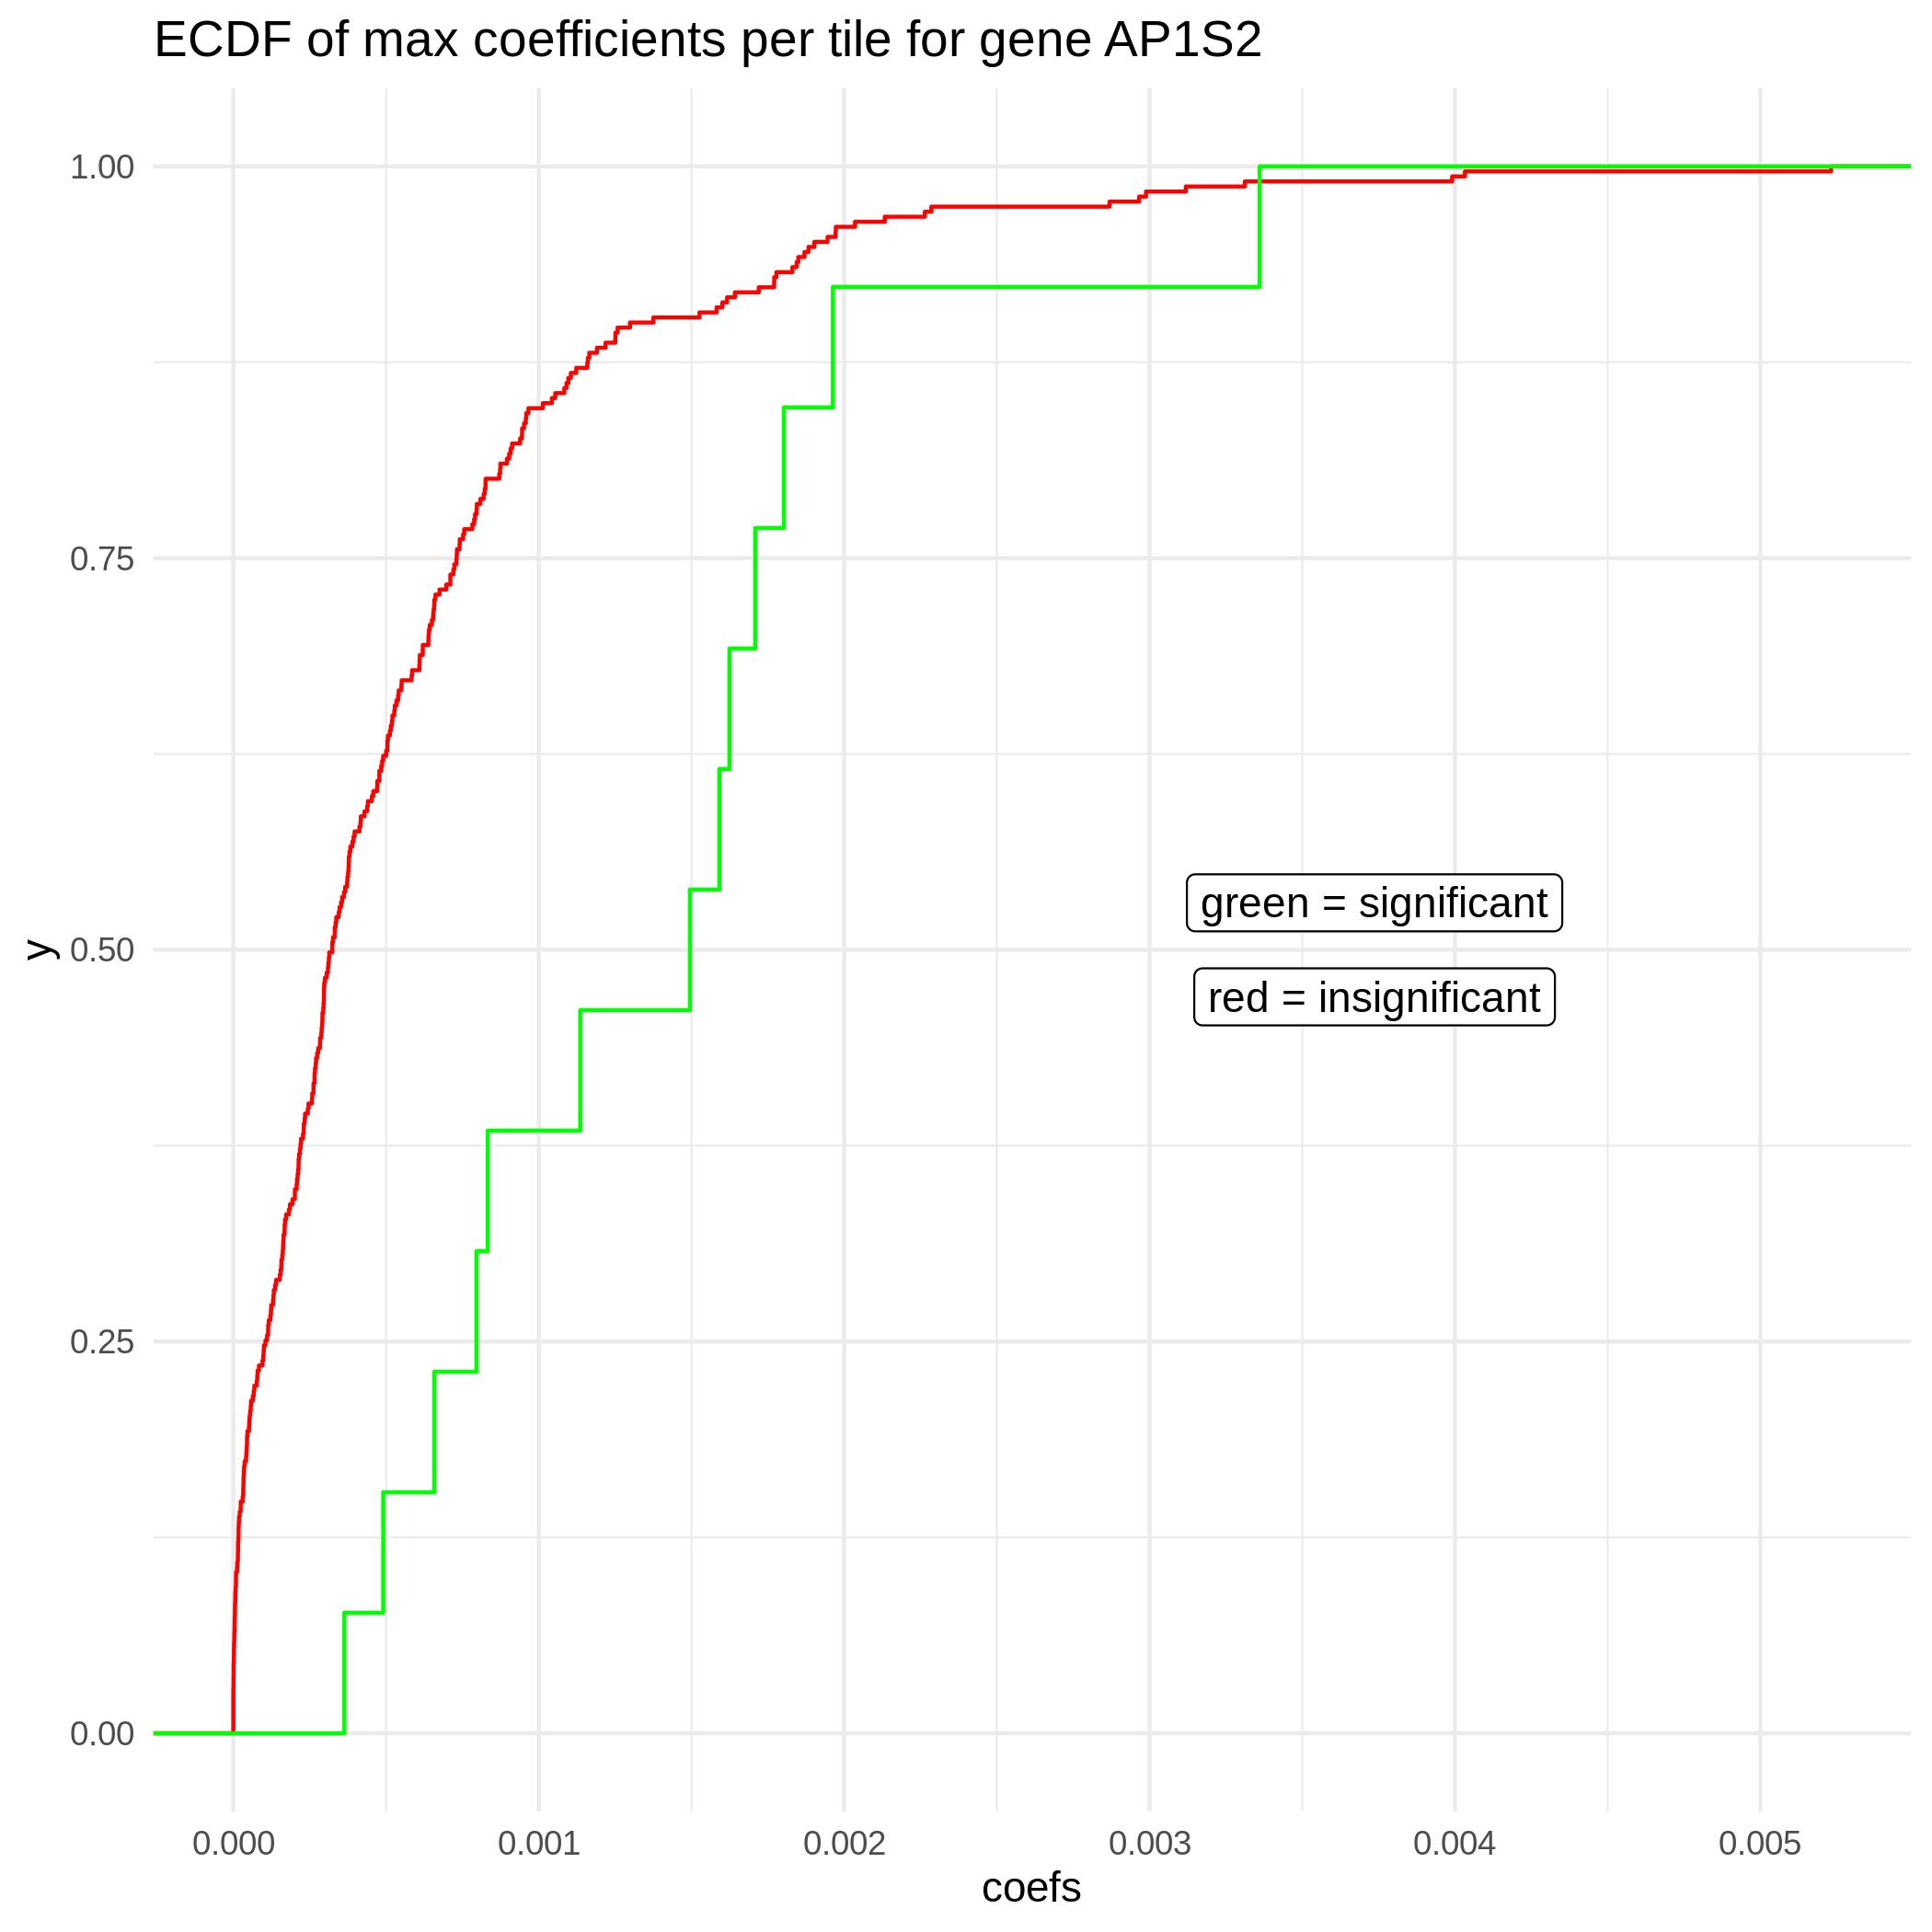 ECDF of max coefficients per tile for gene AP1S2
1.00
0.75
0.50
0.25
0.00
y
green = significant
red = insignificant
0.000 0.001 0.002 0.003 0.004 0.005
coefs